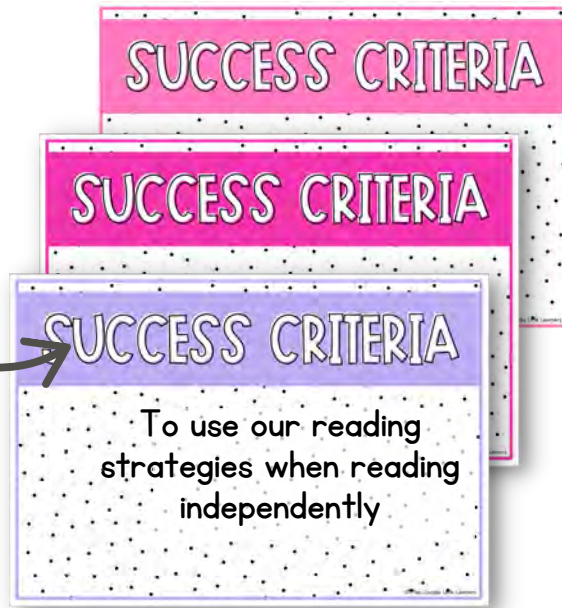 SUCCESS CRITERIA
SUCCESS CRITERIA
SUCCESS CRITERIA
To use our reading
strategies when reading
independently